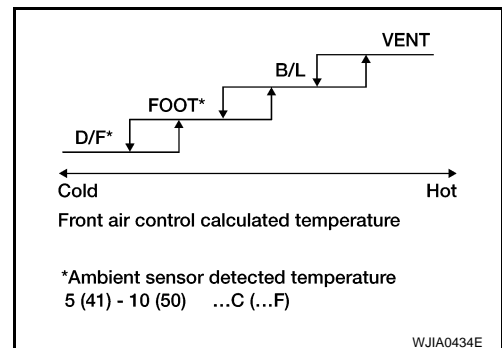 VENT
B/L
FOOT*
D/F*
Cold Hot
Front air control calculated temperature
*Ambient sensor detected temperature
5 (41) - 10 (50) ...C (...F)
WJIA0434E